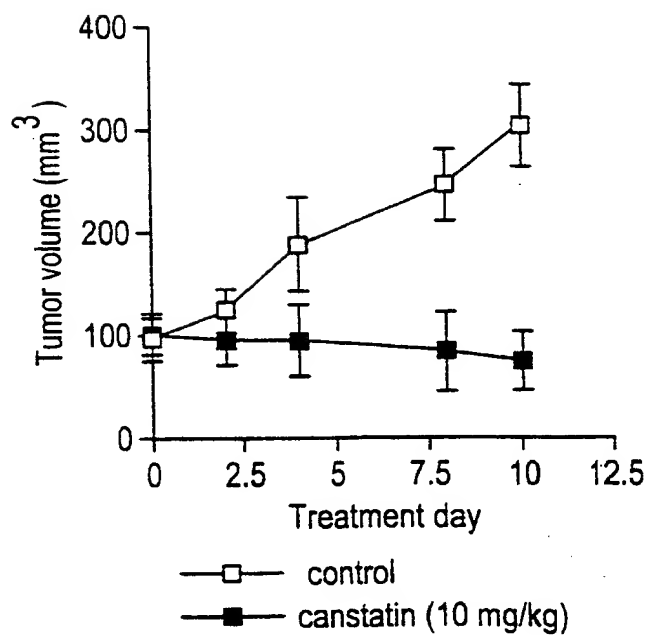 400
300
200
100
0
Tumor volume (mm³)
0 2.5 5 7.5 10 12.5
Treatment day
control
canstatin (10 mg/kg)